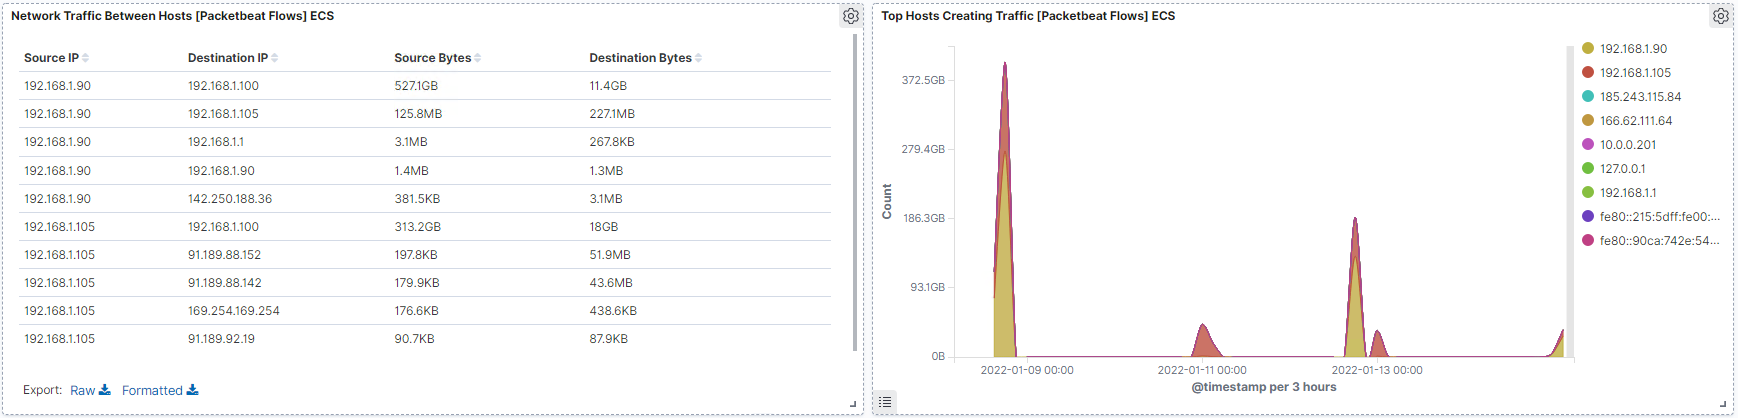 Network Traffic Between Hosts [Packetbeat Flows] ECS
Source IP Destination IP Source Bytes Destination Bytes
192.168.1.90 192.168.1.100 527.1GB 11.4GB
192.168.1.90 192.168.1.105 125.8MB 227.1MB
192.168.1.90 192.168.1.1 3.1MB 267.8KB
192.168.1.90 192.168.1.90 1.4MB 1.3MB
192.168.1.90 142.250.188.36 381.5KB 3.1MB
192.168.1.105 192.168.1.100 313.2GB 18GB
192.168.1.105 91.189.88.152 197.8KB 51.9MB
192.168.1.105 91.189.88.142 179.9KB 43.6MB
192.168.1.105 169.254.169.254 176.6KB 438.6KB
192.168.1.105 91.189.92.19 90.7KB 87.9KB
Export: Raw Formatted
Top Hosts Creating Traffic [Packetbeat Flows] ECS
Count
372.5GB
279.4GB
186.3GB
93.1GB
0B
2022-01-09 00:00 2022-01-11 00:00 2022-01-13 00:00
@timestamp per 3 hours
192.168.1.90
192.168.1.105
185.243.115.84
166.62.111.64
10.0.0.201
127.0.0.1
192.168.1.1
fe80::215:5dff:fe00:...
fe80::90ca:742e:54...